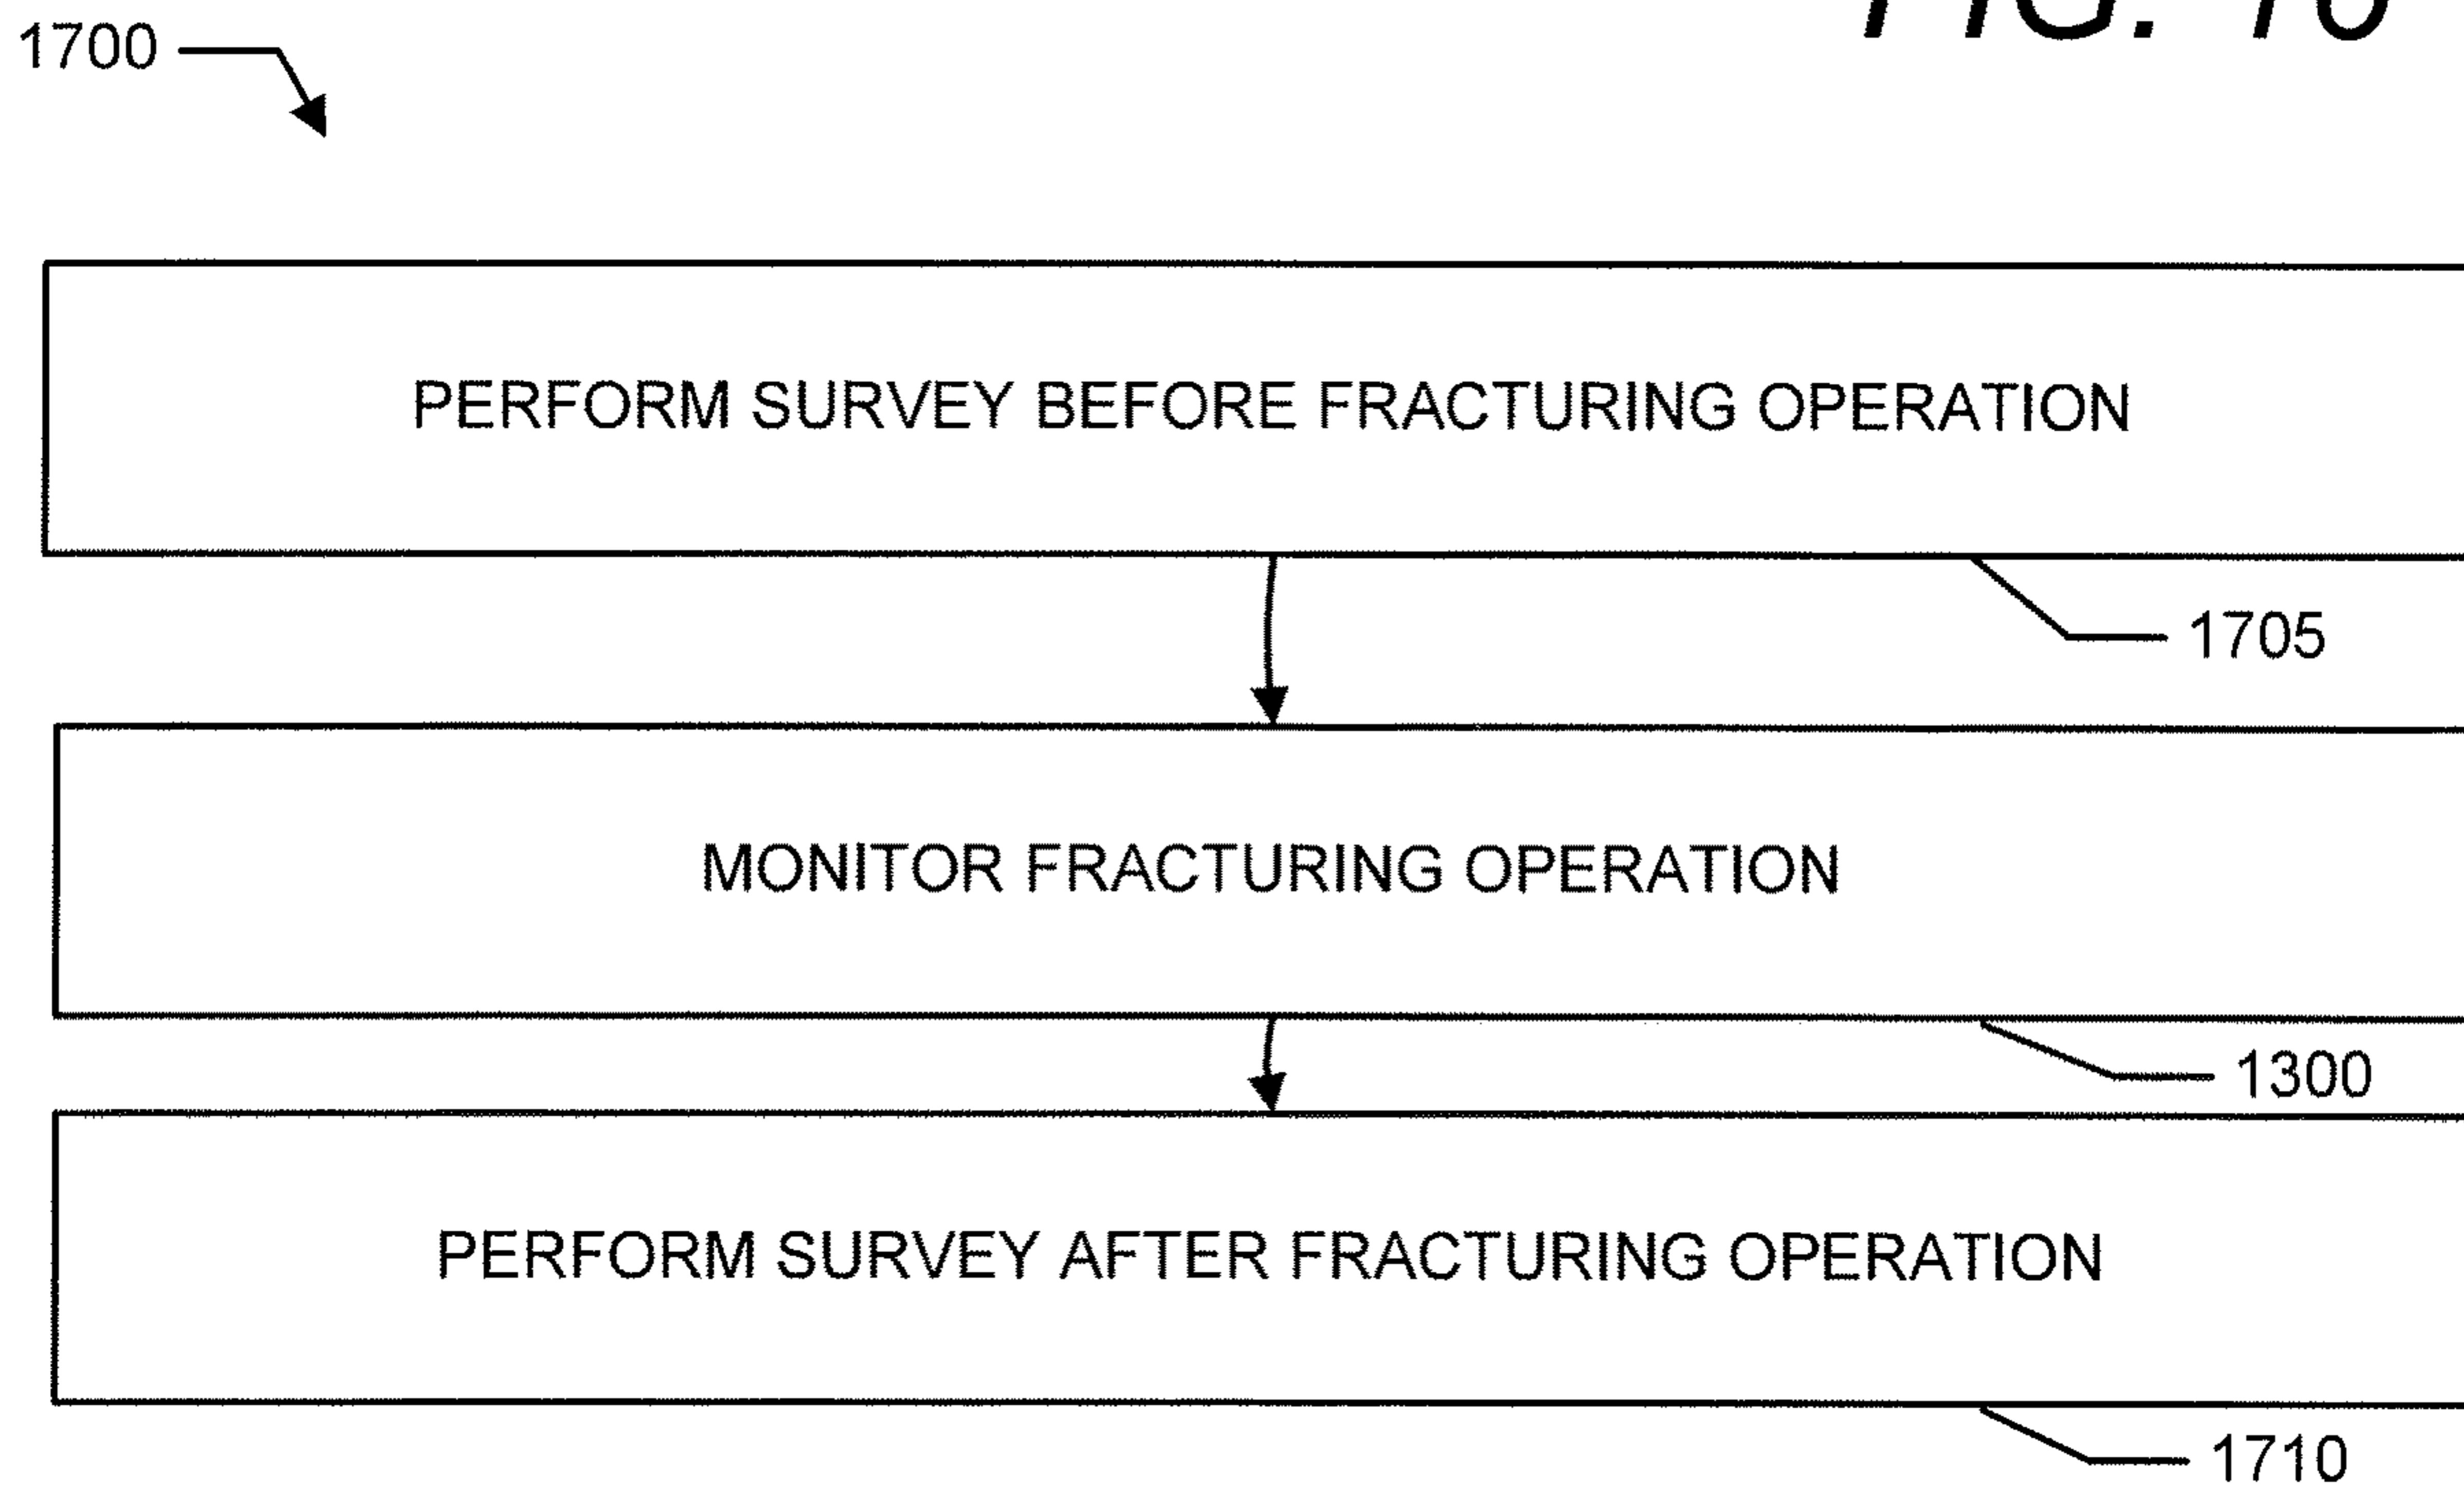 1700
PERFORM SURVEY BEFORE FRACTURING OPERATION
1705
MONITOR FRACTURING OPERATION
1300
PERFORM SURVEY AFTER FRACTURING OPERATION
1710